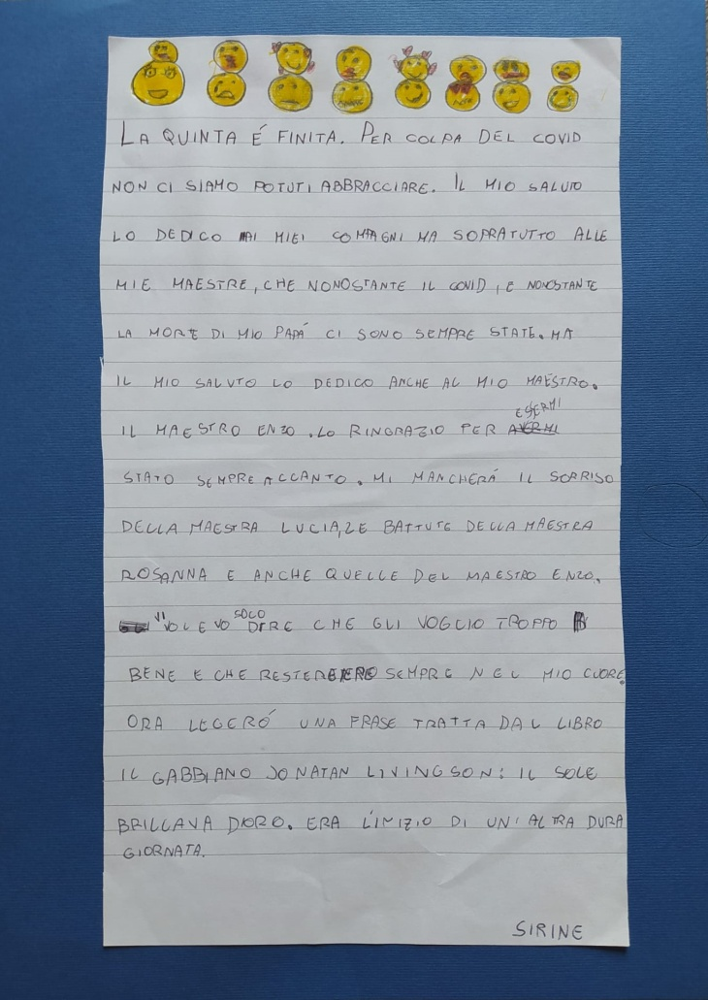 LA QUINTA É FINITA. PER COLPA DEL COVID
NON CI SIAMO POTUTI ABBRACCIARE. IL MIO SALUTO
LO DEDICO AI MIEI COMPAGNI MA SOPRATUTTO ALLE
MIE MAESTRE, CHE NONOSTANTE IL COVID, E NONOSTANTE
LA MORTE DI MIO PAPÁ CI SONO SEMPRE STATE. MA
IL MIO SALUTO LO DEDICO ANCHE AL MIO MAESTRO.
IL MAESTRO ENZO. LO RINGRAZIO PER ESSERMI
STATO SEMPRE ACCANTO. MI MANCHERÁ IL SORRISO
DELLA MAESTRA LUCIA, LE BATTUTE DELLA MAESTRA
ROSANNA E ANCHE QUELLE DEL MAESTRO ENZO.
VI VOLEVO SOLO DIRE CHE GLI VOGLIO TROPPO
BENE E CHE RESTERERE SEMPRE NEL MIO CUORE.
ORA LEGERÓ UNA FRASE TRATTA DAL LIBRO
IL GABBIANO JONATAN LIVINGSON: IL SOLE
BRILLAVA D'ORO. ERA L'INIZIO DI UN'ALTRA DURA
GIORNATA.
SIRINE